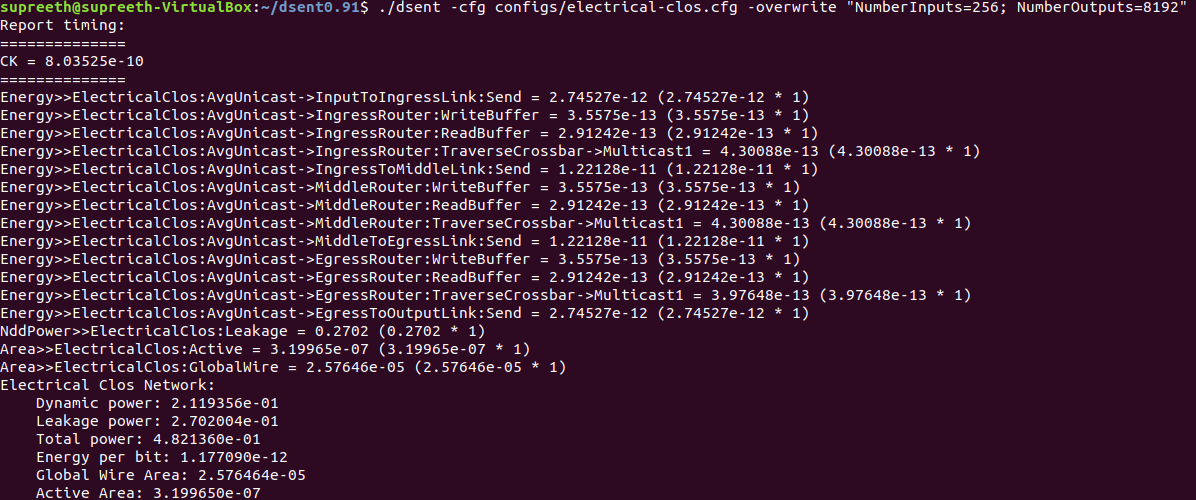 supreeth@supreeth-VirtualBox:~/dsent0.91$ ./dsent -cfg configs/electrical-clos.cfg -overwrite "NumberInputs=256; NumberOutputs=8192"
Report timing:
==============
CK = 8.03525e-10
==============
Energy>>ElectricalClos:AvgUnicast->InputToIngressLink:Send = 2.74527e-12 (2.74527e-12 * 1)
Energy>>ElectricalClos:AvgUnicast->IngressRouter:WriteBuffer = 3.5575e-13 (3.5575e-13 * 1)
Energy>>ElectricalClos:AvgUnicast->IngressRouter:ReadBuffer = 2.91242e-13 (2.91242e-13 * 1)
Energy>>ElectricalClos:AvgUnicast->IngressRouter:TraverseCrossbar->Multicast1 = 4.30088e-13 (4.30088e-13 * 1)
Energy>>ElectricalClos:AvgUnicast->IngressToMiddleLink:Send = 1.22128e-11 (1.22128e-11 * 1)
Energy>>ElectricalClos:AvgUnicast->MiddleRouter:WriteBuffer = 3.5575e-13 (3.5575e-13 * 1)
Energy>>ElectricalClos:AvgUnicast->MiddleRouter:ReadBuffer = 2.91242e-13 (2.91242e-13 * 1)
Energy>>ElectricalClos:AvgUnicast->MiddleRouter:TraverseCrossbar->Multicast1 = 4.30088e-13 (4.30088e-13 * 1)
Energy>>ElectricalClos:AvgUnicast->MiddleToEgressLink:Send = 1.22128e-11 (1.22128e-11 * 1)
Energy>>ElectricalClos:AvgUnicast->EgressRouter:WriteBuffer = 3.5575e-13 (3.5575e-13 * 1)
Energy>>ElectricalClos:AvgUnicast->EgressRouter:ReadBuffer = 2.91242e-13 (2.91242e-13 * 1)
Energy>>ElectricalClos:AvgUnicast->EgressRouter:TraverseCrossbar->Multicast1 = 3.97648e-13 (3.97648e-13 * 1)
Energy>>ElectricalClos:AvgUnicast->EgressToOutputLink:Send = 2.74527e-12 (2.74527e-12 * 1)
NddPower>>ElectricalClos:Leakage = 0.2702 (0.2702 * 1)
Area>>ElectricalClos:Active = 3.19965e-07 (3.19965e-07 * 1)
Area>>ElectricalClos:GlobalWire = 2.57646e-05 (2.57646e-05 * 1)
Electrical Clos Network:
    Dynamic power: 2.119356e-01
    Leakage power: 2.702004e-01
    Total power: 4.821360e-01
    Energy per bit: 1.177090e-12
    Global Wire Area: 2.576464e-05
    Active Area: 3.199650e-07